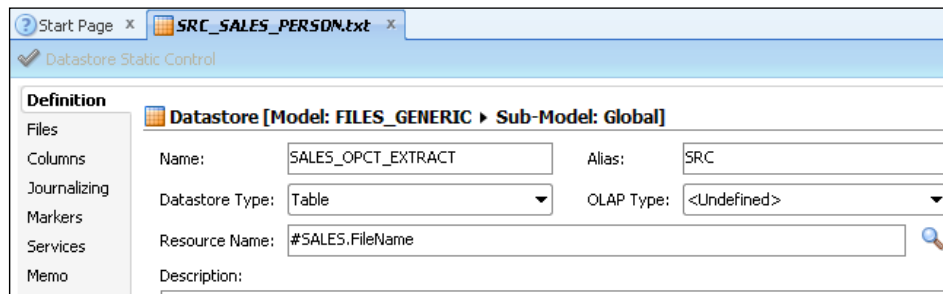 Start Page x SRC_SALES_PERSON.txt x
Datastore Static Control
Definition
Datastore [Model: FILES_GENERIC ▸ Sub-Model: Global]
Files
Columns
Name: SALES_OPCT_EXTRACT Alias: SRC
Journalizing
Datastore Type: Table OLAP Type: <Undefined>
Markers
Services
Resource Name: #SALES.FileName
Memo
Description: